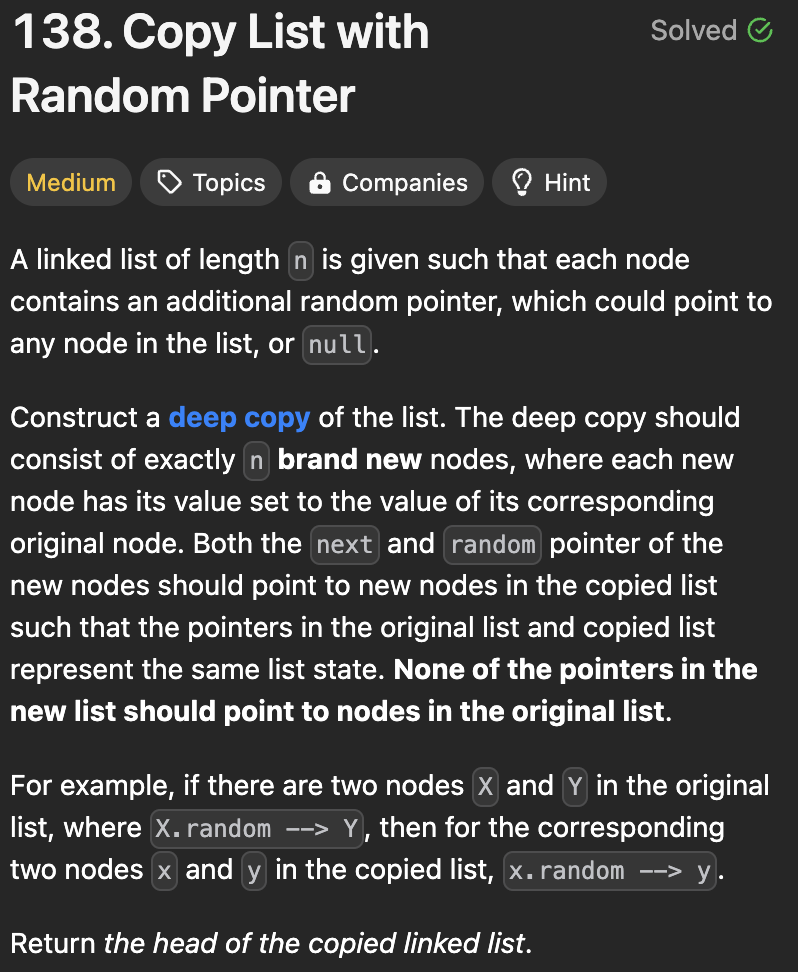 138. Copy List with
Solved
Random Pointer
Medium
Topics
Companies
Hint
A linked list of length n is given such that each node
contains an additional random pointer, which could point to
any node in the list, or null.
Construct a deep copy of the list. The deep copy should
consist of exactly n brand new nodes, where each new
node has its value set to the value of its corresponding
original node. Both the next and random pointer of the
new nodes should point to new nodes in the copied list
such that the pointers in the original list and copied list
represent the same list state. None of the pointers in the
new list should point to nodes in the original list.
For example, if there are two nodes X and Y in the original
list, where X.random --> Y, then for the corresponding
two nodes x and y in the copied list, x.random --> y.
Return the head of the copied linked list.